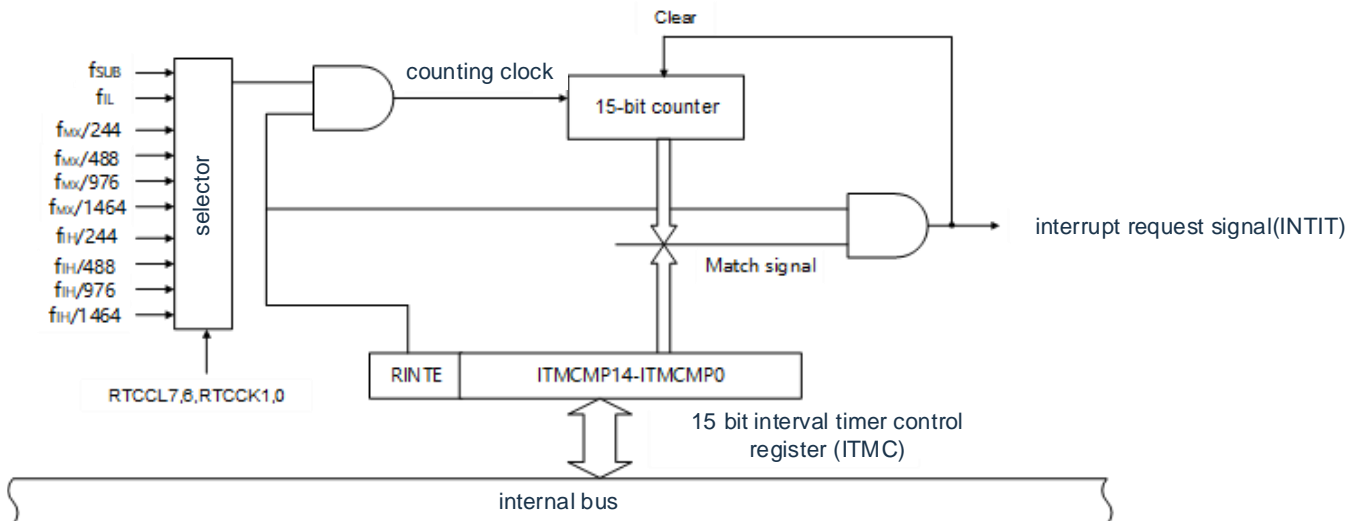 Clear
fSUB
fIL
fMX/244
fMX/488
fMX/976
fMX/1464
fIH/244
fIH/488
fIH/976
fIH/1464
selector
counting clock
15-bit counter
Match signal
interrupt request signal(INTIT)
RTCCL7,6,RTCCK1,0
RINTE
ITMCMP14-ITMCMP0
15 bit interval timer control
register (ITMC)
internal bus